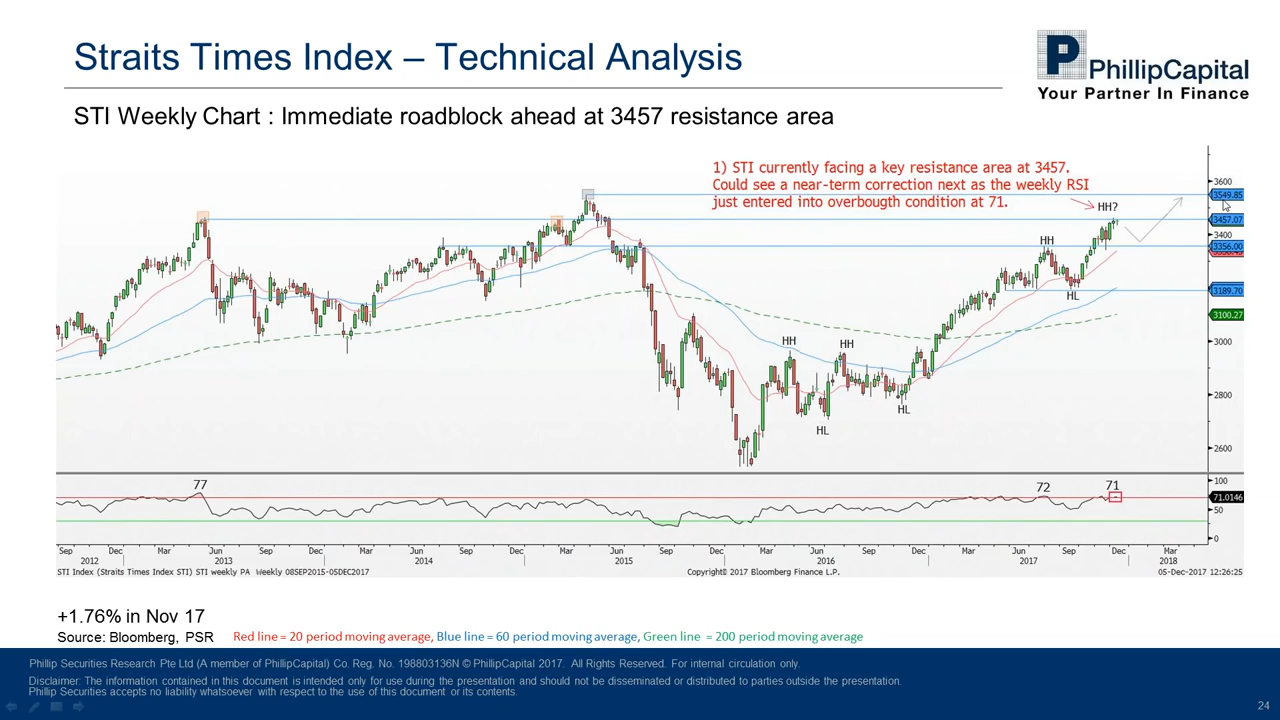 Straits Times Index – Technical Analysis
P
PhillipCapital
Your Partner In Finance
STI Weekly Chart : Immediate roadblock ahead at 3457 resistance area
1) STI currently facing a key resistance area at 3457.
Could see a near-term correction next as the weekly RSI
just entered into overbougth condition at 71.
HH?
HH
HL
HH
HH
HL
HL
3600
3549.85
3457.07
3400
3356.00
3189.70
3100.27
3000
2800
2600
77
72
71
100
71.0146
50
0
Sep Dec Mar Jun Sep Dec Mar Jun Sep Dec Mar Jun Sep Dec Mar Jun Sep Dec Mar Jun Sep Dec Mar
2012 2013 2014 2015 2016 2017 2018
STI Index (Straits Times Index STI) STI weekly PA Weekly 08SEP2015-05DEC2017
Copyright© 2017 Bloomberg Finance L.P.
05-Dec-2017 12:26:25
+1.76% in Nov 17
Source: Bloomberg, PSR
Red line = 20 period moving average, Blue line = 60 period moving average, Green line = 200 period moving average
Phillip Securities Research Pte Ltd (A member of PhillipCapital) Co. Reg. No. 198803136N © PhillipCapital 2017. All Rights Reserved. For internal circulation only.
Disclaimer: The information contained in this document is intended only for use during the presentation and should not be disseminated or distributed to parties outside the presentation.
Phillip Securities accepts no liability whatsoever with respect to the use of this document or its contents.
24